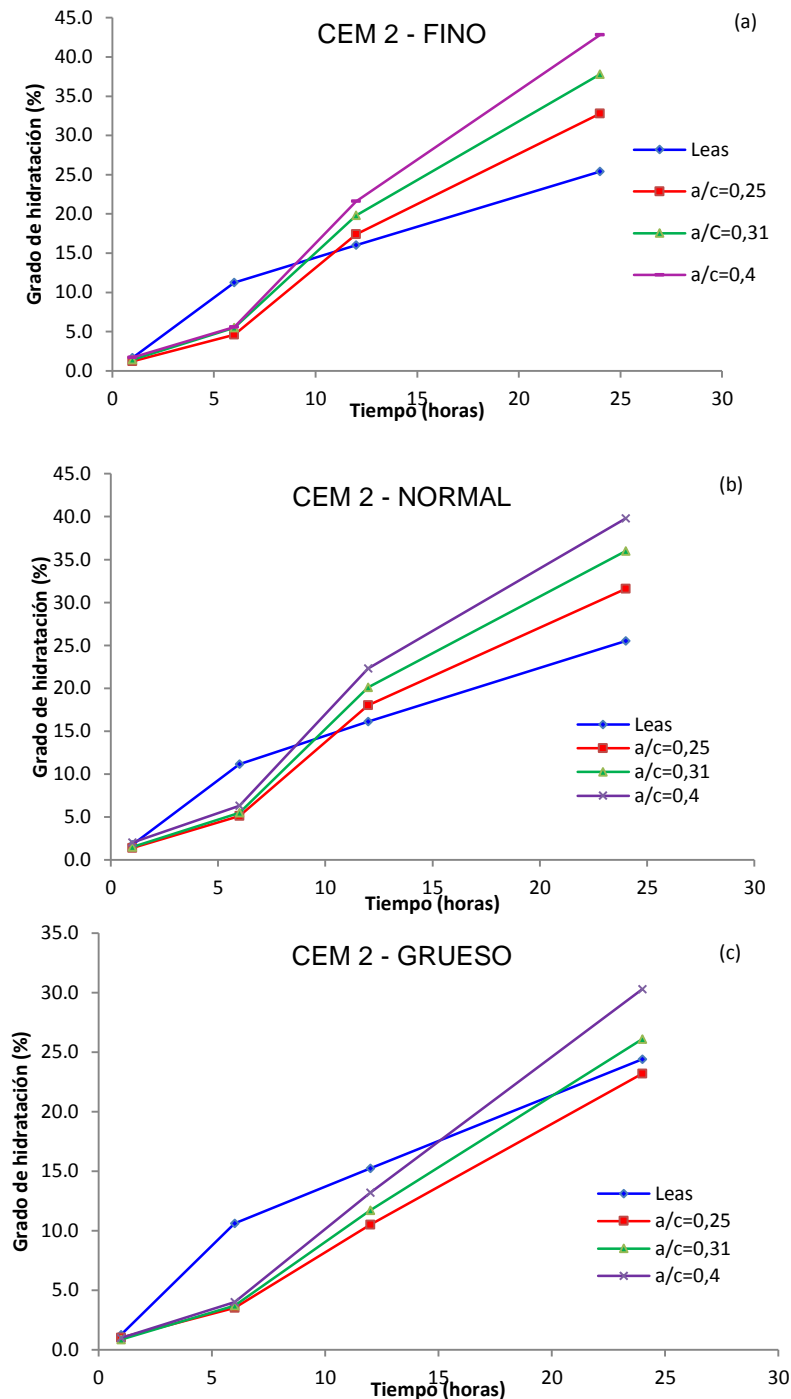 CEM 2 - FINO
(a)
Grado de hidratación (%)
45.0
40.0
35.0
30.0
25.0
20.0
15.0
10.0
5.0
0.0
0 5 10 15 20 25 30
Tiempo (horas)
Leas
a/c=0,25
a/C=0,31
a/c=0,4
CEM 2 - NORMAL
(b)
Grado de hidratación (%)
45.0
40.0
35.0
30.0
25.0
20.0
15.0
10.0
5.0
0.0
0 5 10 15 20 25 30
Tiempo (horas)
Leas
a/c=0,25
a/c=0,31
a/c=0,4
CEM 2 - GRUESO
(c)
Grado de hidratación (%)
35.0
30.0
25.0
20.0
15.0
10.0
5.0
0.0
0 5 10 15 20 25 30
Tiempo (horas)
Leas
a/c=0,25
a/c=0,31
a/c=0,4